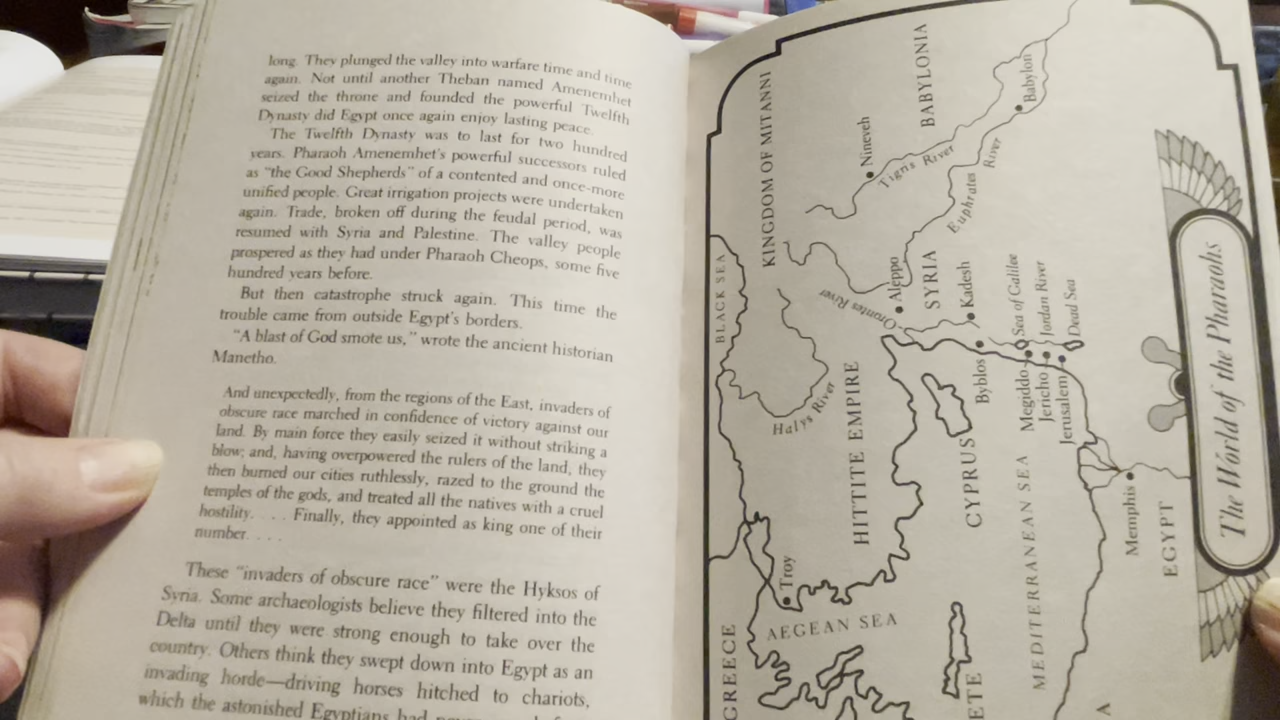 long. They plunged the valley into warfare time and time
again. Not until another Theban named Amenemhet
seized the throne and founded the powerful Twelfth
Dynasty did Egypt once again enjoy lasting peace.
The Twelfth Dynasty was to last for two hundred
years. Pharaoh Amenemhet's powerful successors ruled
as "the Good Shepherds" of a contented and once-more
unified people. Great irrigation projects were undertaken
again. Trade, broken off during the feudal period, was
resumed with Syria and Palestine. The valley people
prospered as they had under Pharaoh Cheops, some five
hundred years before.
But then catastrophe struck again. This time the
trouble came from outside Egypt's borders.
"A blast of God smote us," wrote the ancient historian
Manetho.
And unexpectedly, from the regions of the East, invaders of
obscure race marched in confidence of victory against our
land. By main force they easily seized it without striking a
blow; and, having overpowered the rulers of the land, they
then burned our cities ruthlessly, razed to the ground the
temples of the gods, and treated all the natives with a cruel
hostility. . . . Finally, they appointed as king one of their
number. . . .
These "invaders of obscure race" were the Hyksos of
Syria. Some archaeologists believe they filtered into the
Delta until they were strong enough to take over the
country. Others think they swept down into Egypt as an
invading horde—driving horses hitched to chariots,
which the astonished Egyptians had
KINGDOM OF MITANNI
BABYLONIA
Babylon
Nineveh
Tigris River
Euphrates River
BLACK SEA
Orontes River
Aleppo
SYRIA
Kadesh
Sea of Galilee
Jordan River
Dead Sea
Halys River
HITTITE EMPIRE
CYPRUS
Byblos
Megiddo
Jericho
Jerusalem
Troy
AEGEAN SEA
GREECE
MEDITERRANEAN SEA
Memphis
EGYPT
ETE
A
The World of the Pharaohs